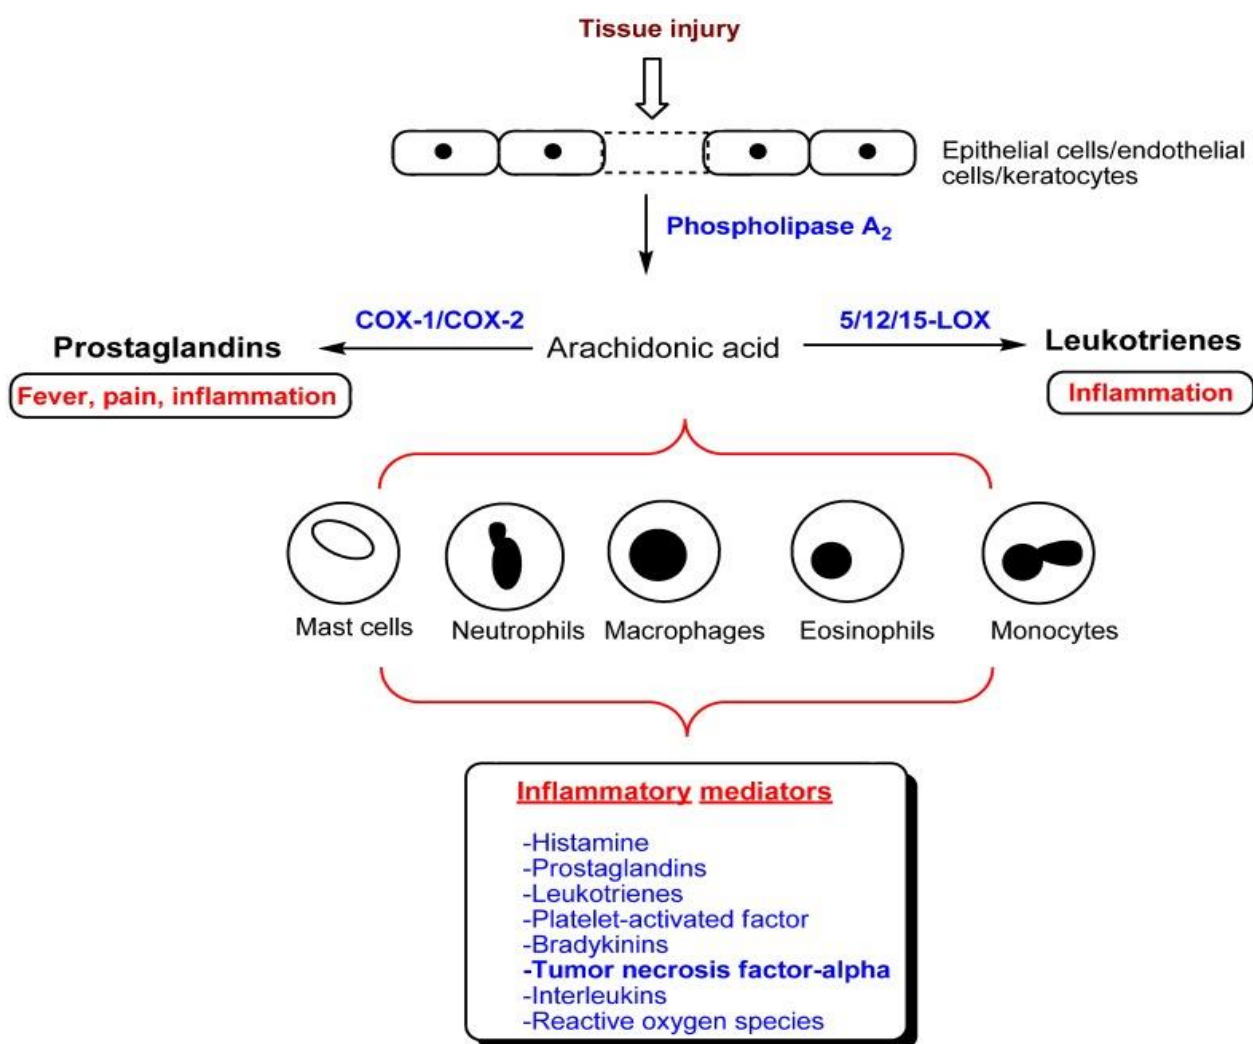 Tissue injury
Epithelial cells/endothelial
cells/keratocytes
Phospholipase A₂
COX-1/COX-2
5/12/15-LOX
Prostaglandins
Arachidonic acid
Leukotrienes
Fever, pain, inflammation
Inflammation
Mast cells
Neutrophils
Macrophages
Eosinophils
Monocytes
Inflammatory mediators
-Histamine
-Prostaglandins
-Leukotrienes
-Platelet-activated factor
-Bradykinins
-Tumor necrosis factor-alpha
-Interleukins
-Reactive oxygen species